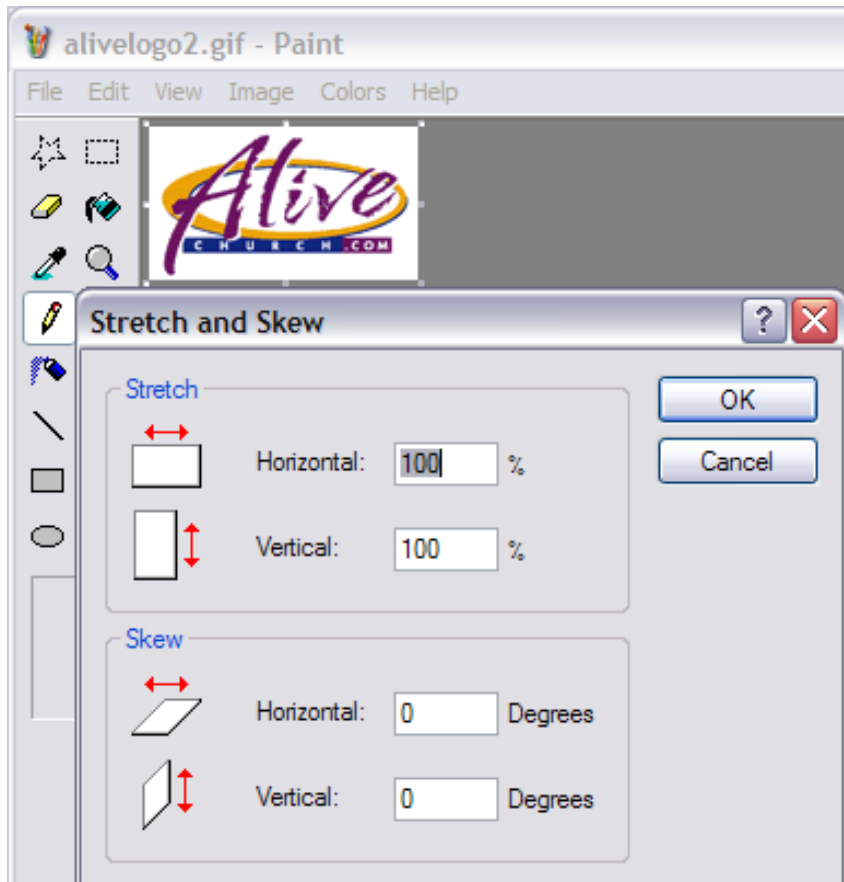 alivelogo2.gif - Paint
File Edit View Image Colors Help
Alive
CHURCH.COM
Stretch and Skew
?
Stretch
OK
Horizontal: 100 %
Cancel
Vertical: 100 %
Skew
Horizontal: 0 Degrees
Vertical: 0 Degrees